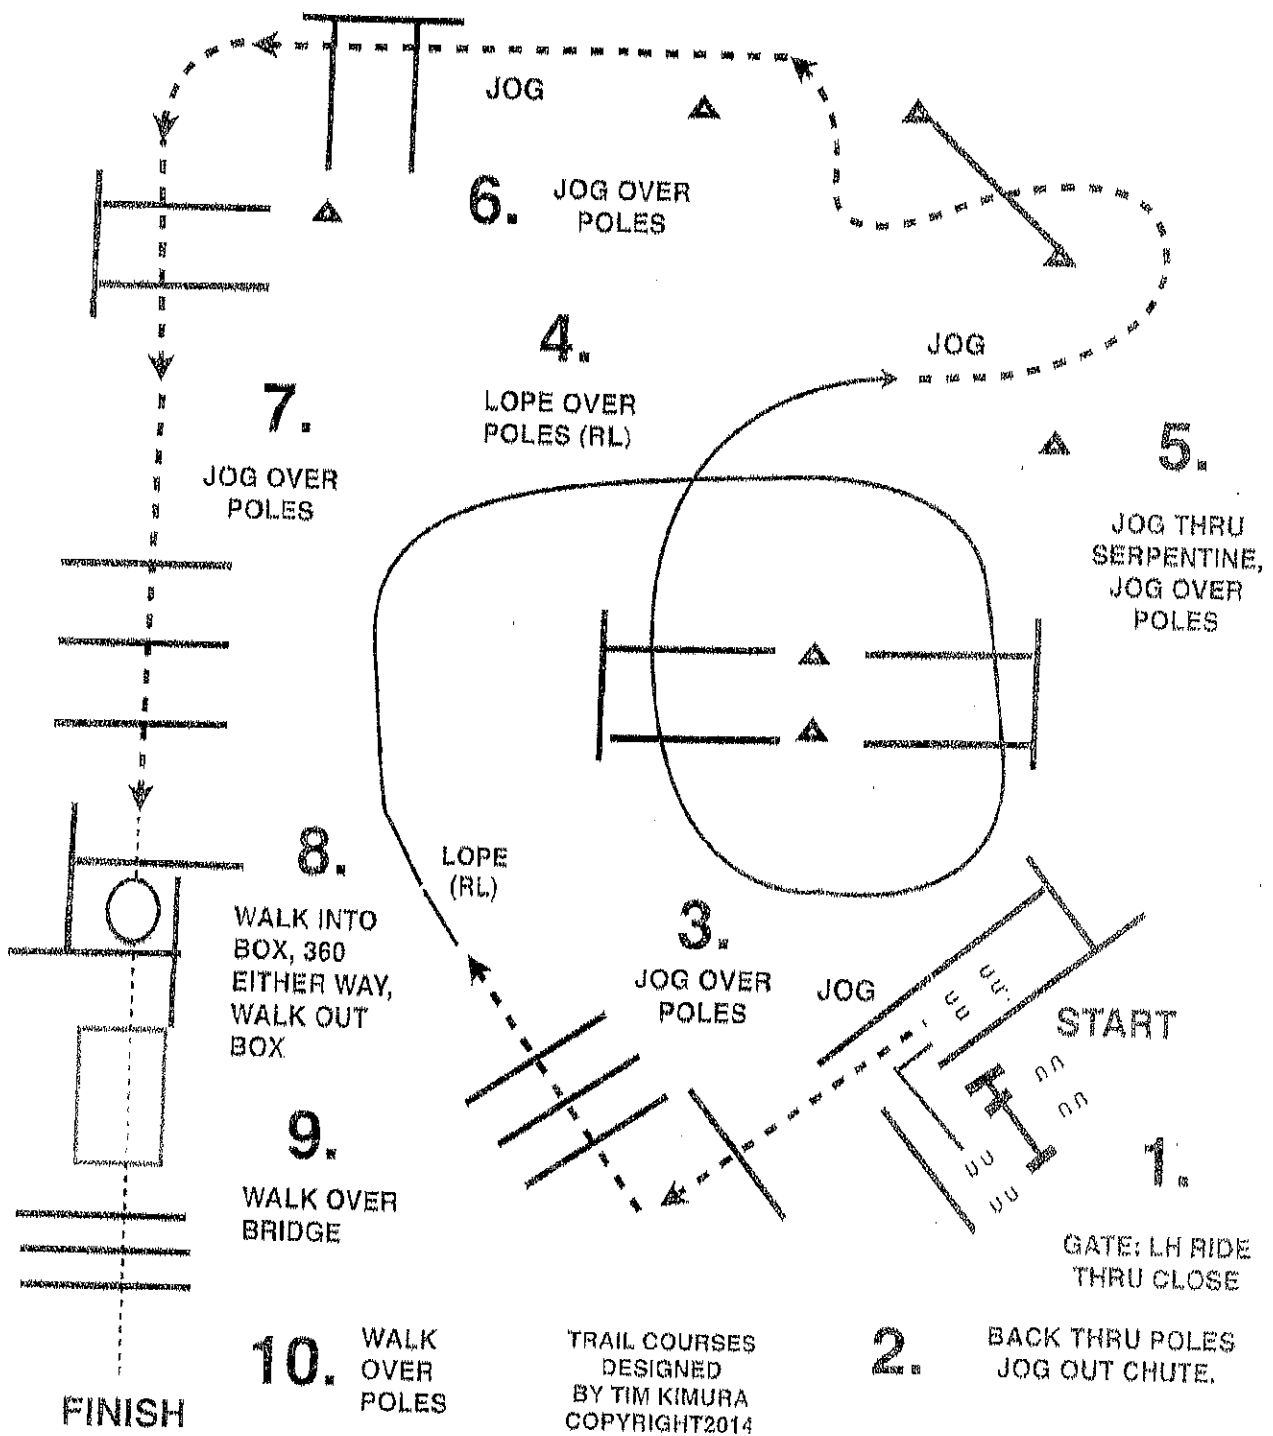 JOG
6.
JOG OVER
POLES
4.
LOPE OVER
POLES (RL)
JOG
7.
JOG OVER
POLES
5.
JOG THRU
SERPENTINE,
JOG OVER
POLES
LOPE
(RL)
8.
WALK INTO
BOX, 360
EITHER WAY,
WALK OUT
BOX
3.
JOG OVER
POLES
JOG
START
1.
GATE: LH RIDE
THRU CLOSE
9.
WALK OVER
BRIDGE
2.
BACK THRU POLES
JOG OUT CHUTE.
10.
WALK
OVER
POLES
TRAIL COURSES
DESIGNED
BY TIM KIMURA
COPYRIGHT2014
FINISH